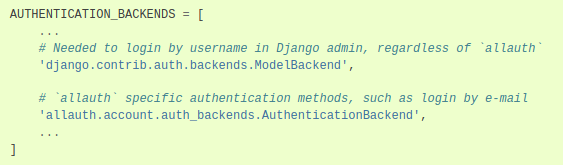 AUTHENTICATION_BACKENDS = [
    ...
    # Needed to login by username in Django admin, regardless of `allauth`
    'django.contrib.auth.backends.ModelBackend',

    # `allauth` specific authentication methods, such as login by e-mail
    'allauth.account.auth_backends.AuthenticationBackend',
    ...
]